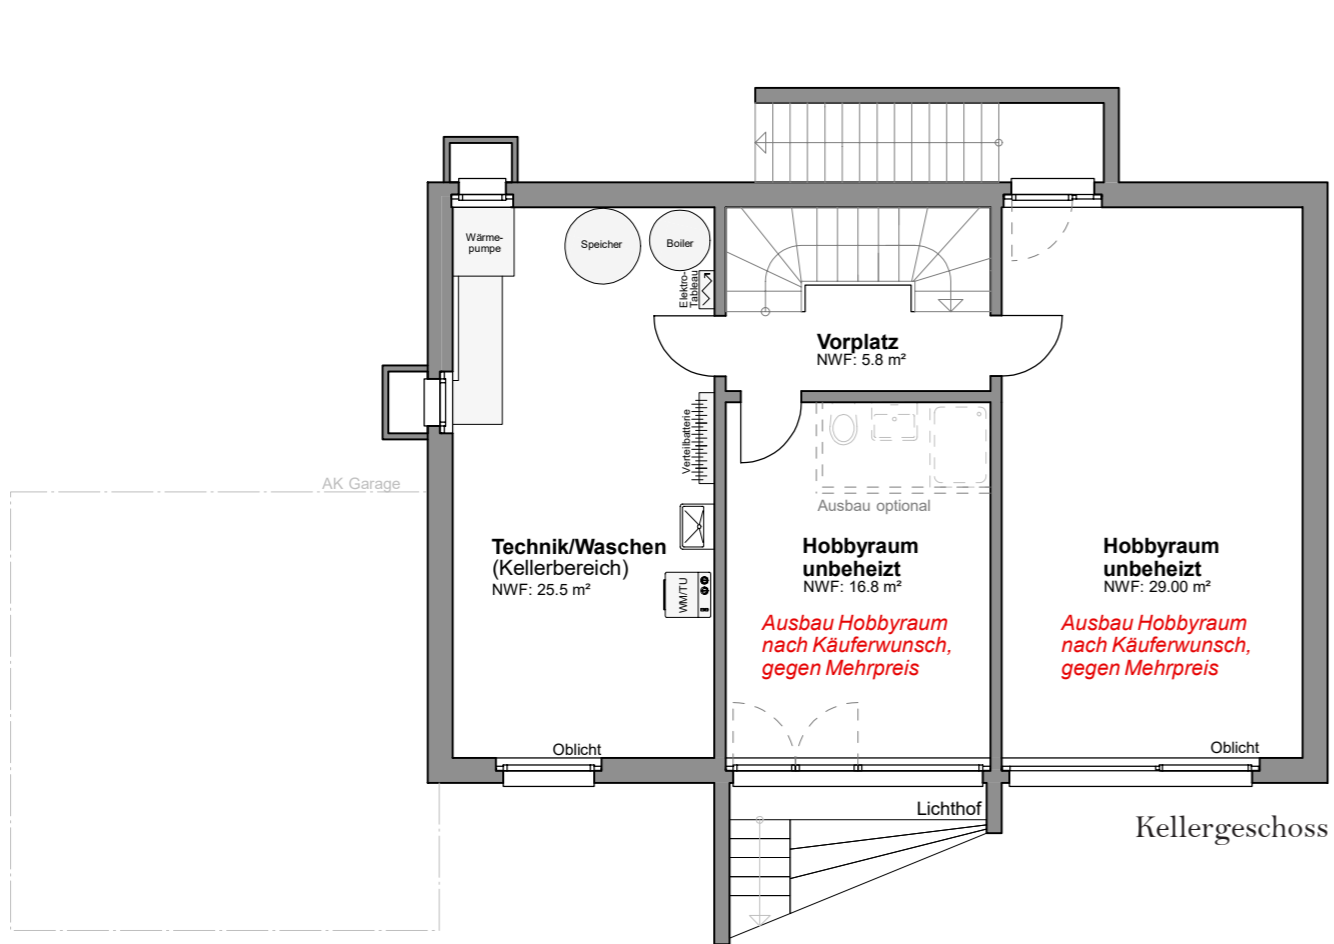 Wärme-
pumpe
Speicher
Boiler
Elektro-
Tableau
Vorplatz
NWF: 5.8 m²
Verteilbatterie
AK Garage
Ausbau optional
Technik/Waschen
(Kellerbereich)
NWF: 25.5 m²
WM/TU
Hobbyraum
unbeheizt
NWF: 16.8 m²
Ausbau Hobbyraum
nach Käuferwunsch,
gegen Mehrpreis
Hobbyraum
unbeheizt
NWF: 29.00 m²
Ausbau Hobbyraum
nach Käuferwunsch,
gegen Mehrpreis
Oblicht
Oblicht
Lichthof
Kellergeschoss